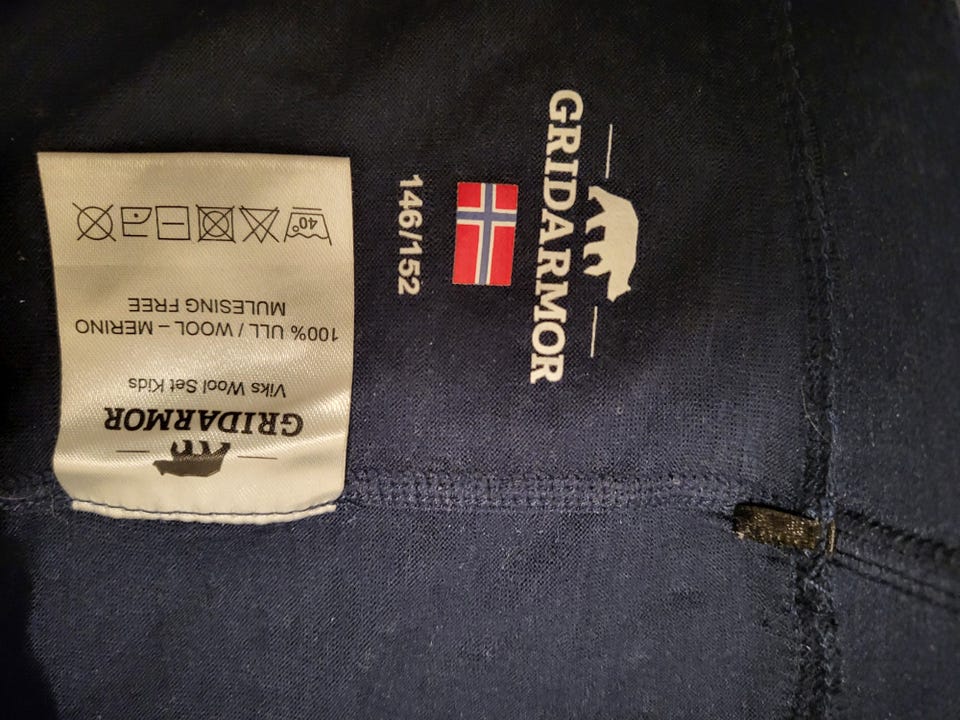 GRIDARMOR
146/152
GRIDARMOR
Viks Wool Set Kids
100% ULL / WOOL – MERINO
MULESING FREE
40°